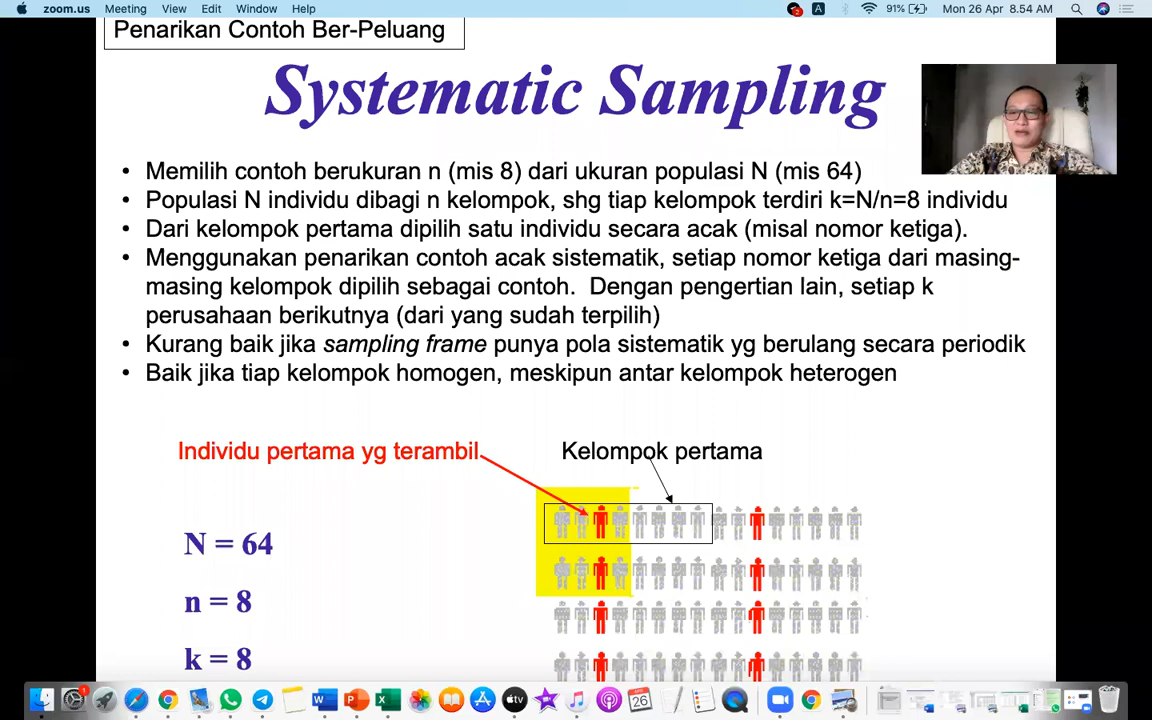 zoom.us Meeting View Edit Window Help 2 A 91% Mon 26 Apr 8.54 AM
Penarikan Contoh Ber-Peluang
Systematic Sampling
• Memilih contoh berukuran n (mis 8) dari ukuran populasi N (mis 64)
• Populasi N individu dibagi n kelompok, shg tiap kelompok terdiri k=N/n=8 individu
• Dari kelompok pertama dipilih satu individu secara acak (misal nomor ketiga).
• Menggunakan penarikan contoh acak sistematik, setiap nomor ketiga dari masing-
masing kelompok dipilih sebagai contoh. Dengan pengertian lain, setiap k
perusahaan berikutnya (dari yang sudah terpilih)
• Kurang baik jika sampling frame punya pola sistematik yg berulang secara periodik
• Baik jika tiap kelompok homogen, meskipun antar kelompok heterogen
Individu pertama yg terambil Kelompok pertama
N = 64
n = 8
k = 8